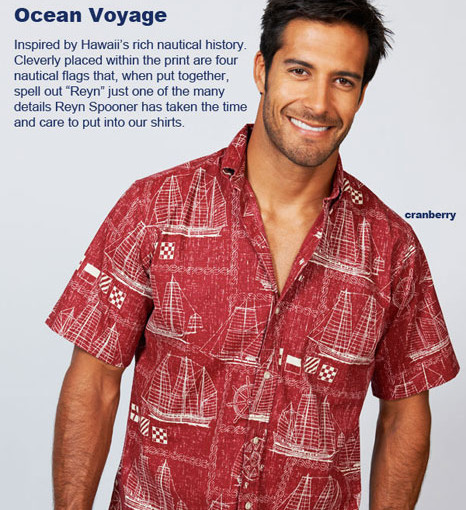 Ocean Voyage
Inspired by Hawaii's rich nautical history.
Cleverly placed within the print are four
nautical flags that, when put together,
spell out “Reyn” just one of the many
details Reyn Spooner has taken the time
and care to put into our shirts.
cranberry